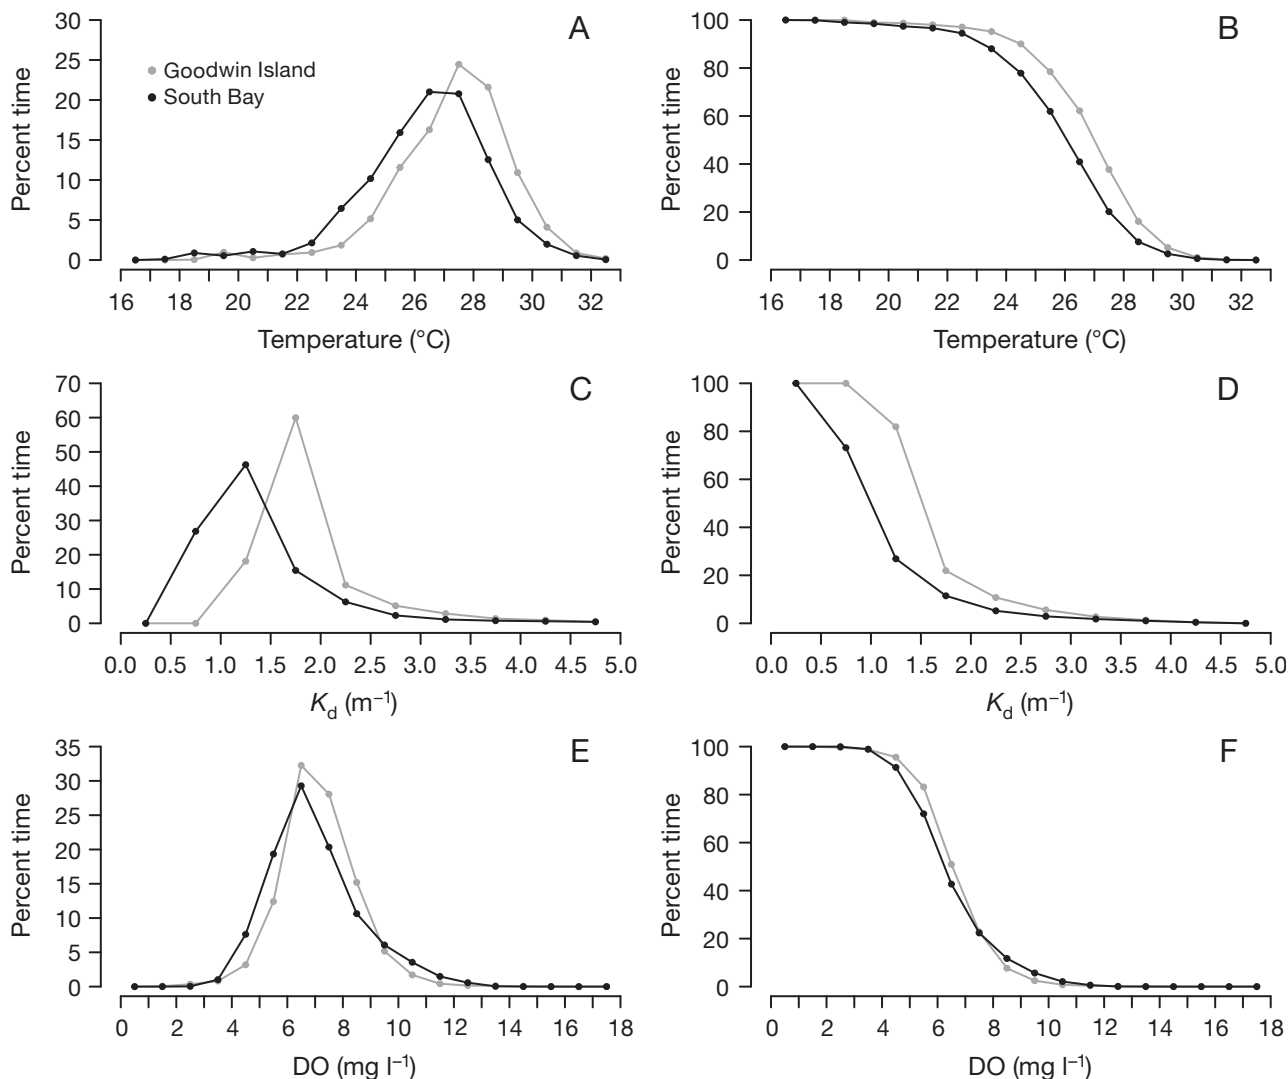 A
Percent time
30
25
20
15
10
5
0
Goodwin Island
South Bay
16 18 20 22 24 26 28 30 32
Temperature (°C)
B
Percent time
100
80
60
40
20
0
16 18 20 22 24 26 28 30 32
Temperature (°C)
C
Percent time
70
60
50
40
30
20
10
0
0.0 0.5 1.0 1.5 2.0 2.5 3.0 3.5 4.0 4.5 5.0
Kd (m–1)
D
Percent time
100
80
60
40
20
0
0.0 0.5 1.0 1.5 2.0 2.5 3.0 3.5 4.0 4.5 5.0
Kd (m–1)
E
Percent time
35
30
25
20
15
10
5
0
0 2 4 6 8 10 12 14 16 18
DO (mg l–1)
F
Percent time
100
80
60
40
20
0
0 2 4 6 8 10 12 14 16 18
DO (mg l–1)